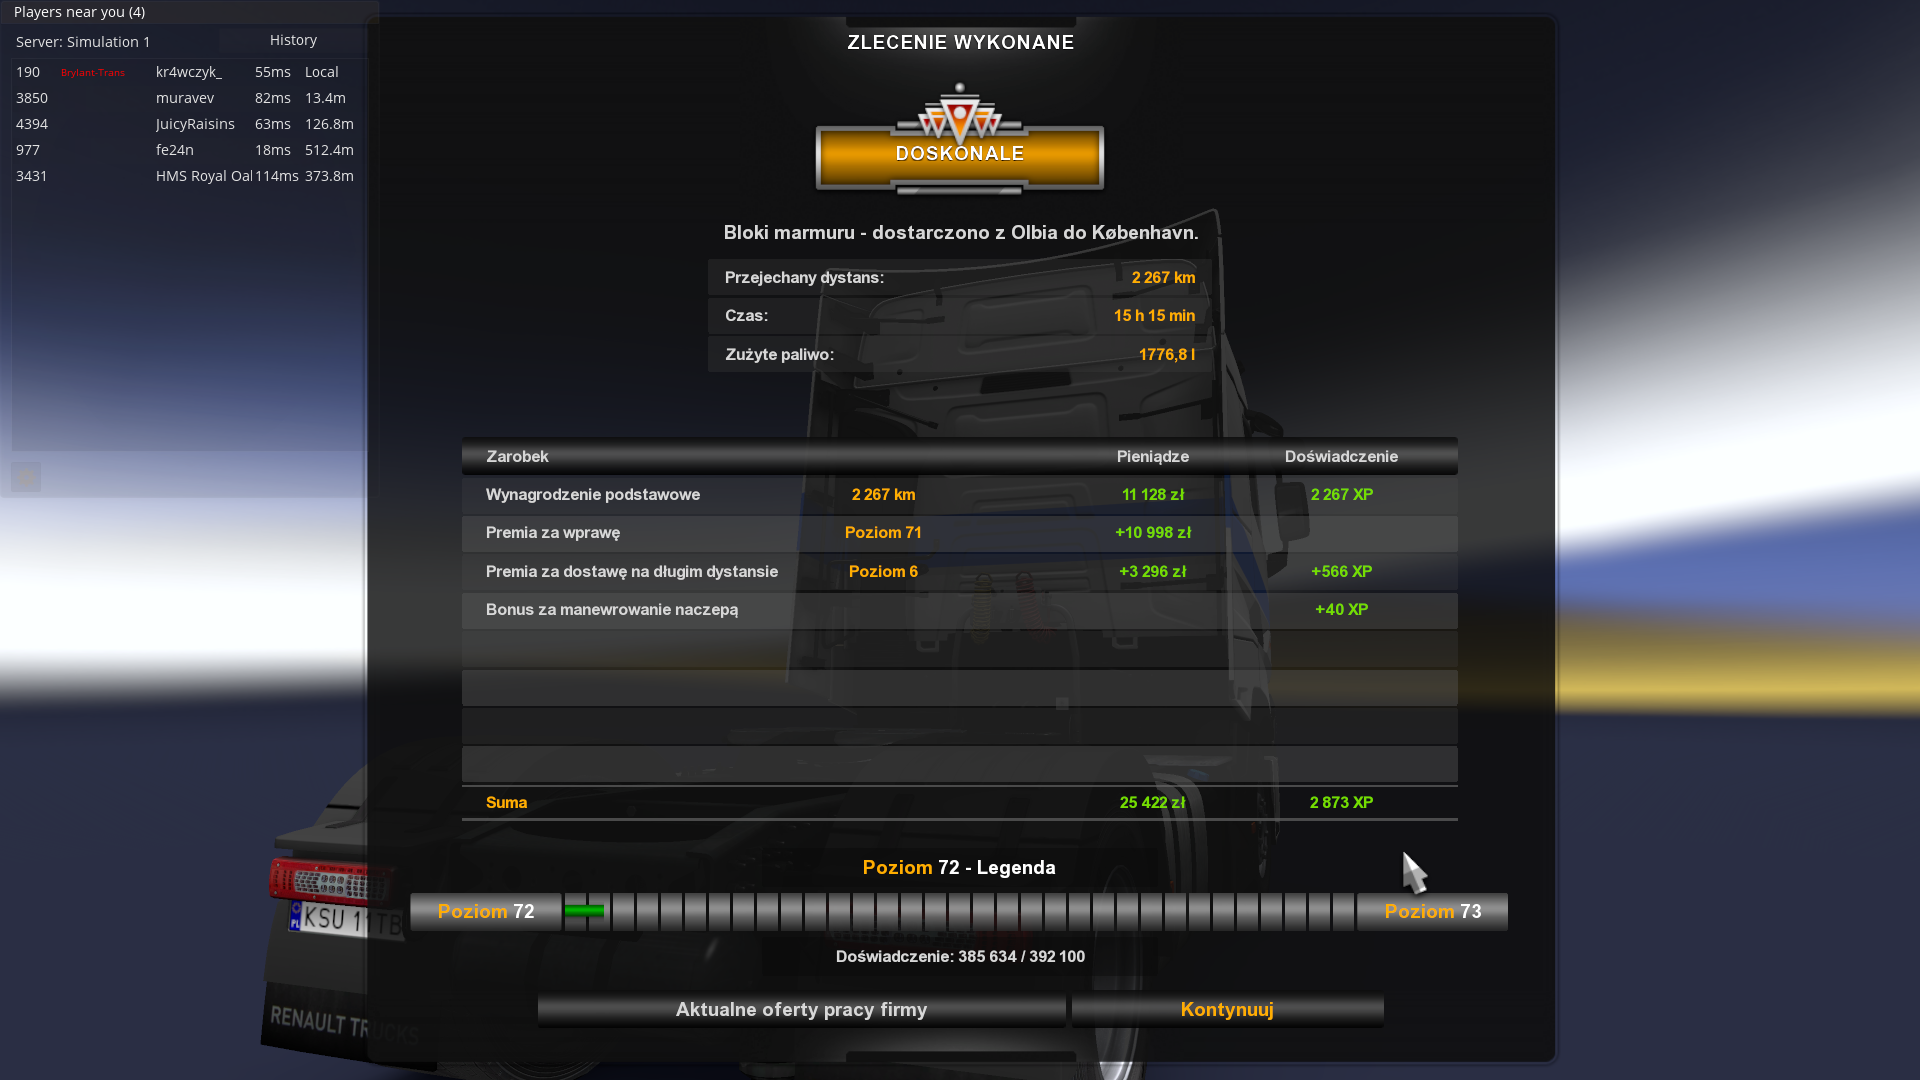 Players near you (4)
Server: Simulation 1 History
190 Brylant-Trans kr4wczyk_ 55ms Local
3850 muravev 82ms 13.4m
4394 JuicyRaisins 63ms 126.8m
977 fe24n 18ms 512.4m
3431 HMS Royal Oal 114ms 373.8m
ZLECENIE WYKONANE
DOSKONALE
Bloki marmuru - dostarczono z Olbia do København.
Przejechany dystans: 2 267 km
Czas: 15 h 15 min
Zużyte paliwo: 1776,8 l
Zarobek Pieniądze Doświadczenie
Wynagrodzenie podstawowe 2 267 km 11 128 zł 2 267 XP
Premia za wprawę Poziom 71 +10 998 zł
Premia za dostawę na długim dystansie Poziom 6 +3 296 zł +566 XP
Bonus za manewrowanie naczepą +40 XP
Suma 25 422 zł 2 873 XP
Poziom 72 - Legenda
Poziom 72 Poziom 73
PL KSU 11TB
Doświadczenie: 385 634 / 392 100
Aktualne oferty pracy firmy Kontynuuj
RENAULT TRUCKS